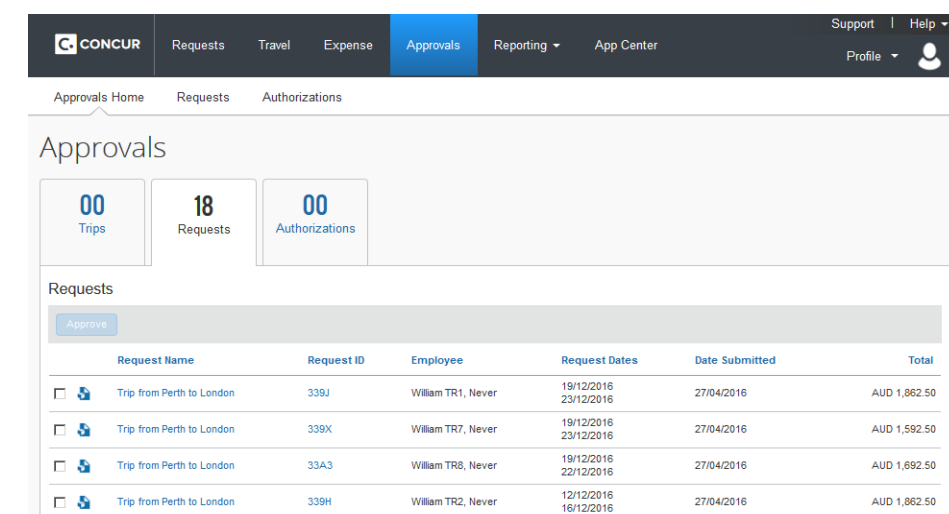 Support | Help
C. CONCUR Requests Travel Expense Approvals Reporting App Center
Profile
Approvals Home Requests Authorizations
Approvals
00 18 00
Trips Requests Authorizations
Requests
Approve
Request Name Request ID Employee Request Dates Date Submitted Total
Trip from Perth to London 339J William TR1, Never 19/12/2016 23/12/2016 27/04/2016 AUD 1,862.50
Trip from Perth to London 339X William TR7, Never 19/12/2016 23/12/2016 27/04/2016 AUD 1,592.50
Trip from Perth to London 33A3 William TR8, Never 19/12/2016 22/12/2016 27/04/2016 AUD 1,692.50
Trip from Perth to London 339H William TR2, Never 12/12/2016 16/12/2016 27/04/2016 AUD 1,862.50